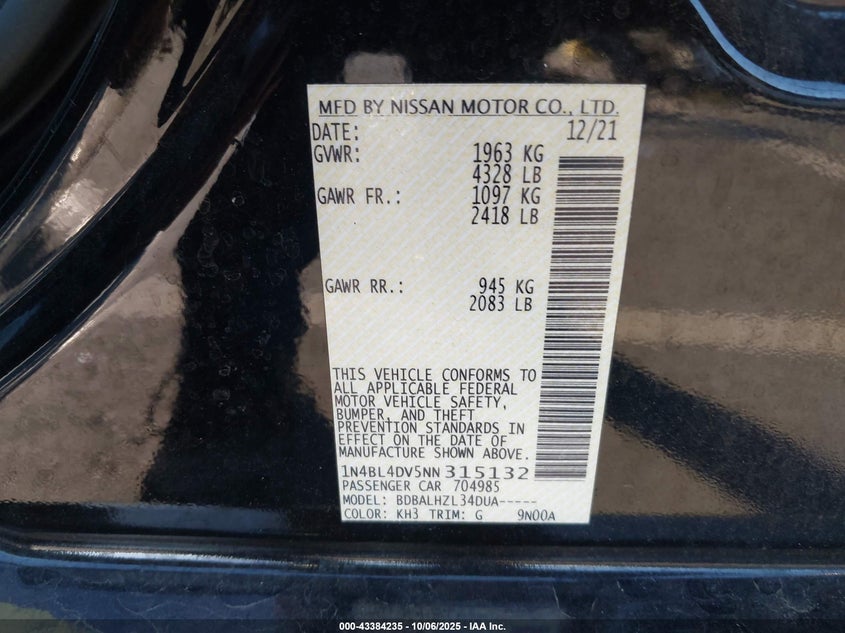 MFD BY NISSAN MOTOR CO., LTD.
DATE: 12/21
GVWR: 1963 KG
4328 LB
GAWR FR.: 1097 KG
2418 LB
GAWR RR.: 945 KG
2083 LB
THIS VEHICLE CONFORMS TO
ALL APPLICABLE FEDERAL
MOTOR VEHICLE SAFETY,
BUMPER, AND THEFT
PREVENTION STANDARDS IN
EFFECT ON THE DATE OF
MANUFACTURE SHOWN ABOVE.
1N4BL4DV5NN315132
PASSENGER CAR 704985
MODEL: BDBALHZL34DUA-----
COLOR: KH3 TRIM: G 9N00A
000-43384235 - 10/06/2025 - IAA Inc.